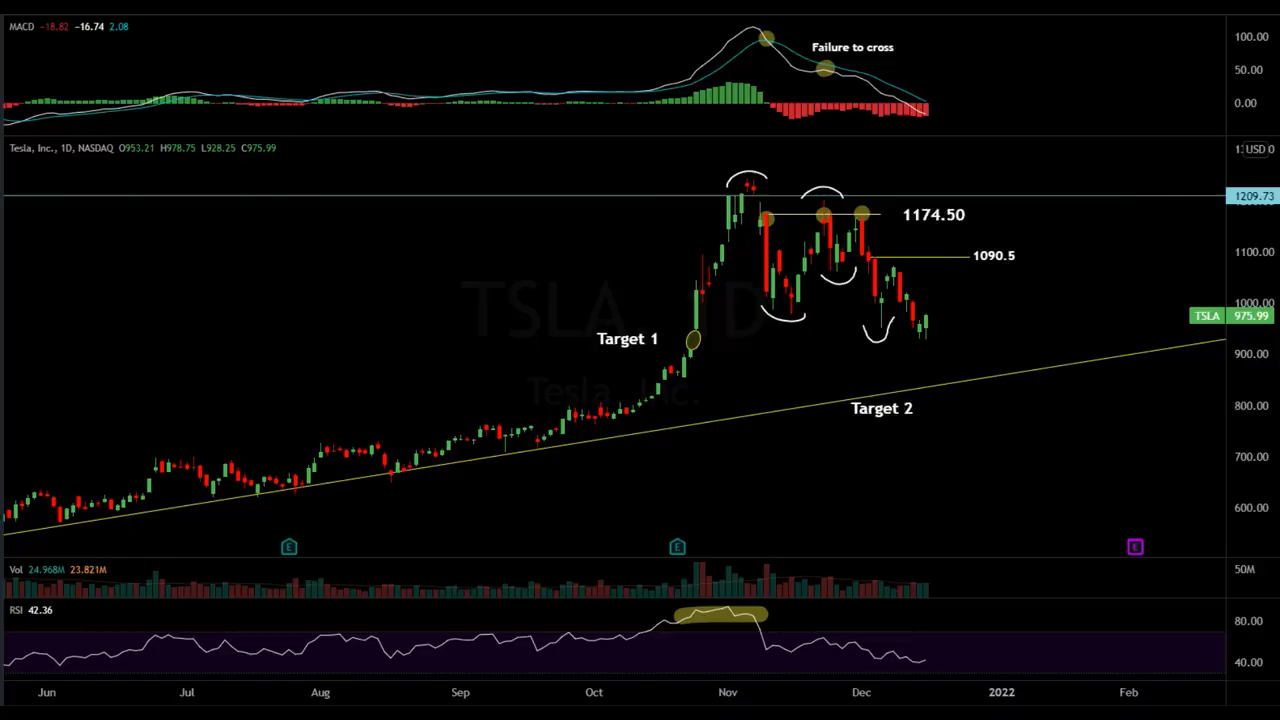 MACD -18.82 -16.74 2.08
Failure to cross
100.00
50.00
0.00
Tesla, Inc., 1D, NASDAQ O953.21 H978.75 L928.25 C975.99
USD
1209.73
1174.50
1100.00
1090.5
1000.00
TSLA 975.99
TSLA, 1D
Target 1
900.00
Tesla, Inc.
800.00
Target 2
700.00
600.00
E E E
Vol 24.968M 23.821M
50M
RSI 42.36
80.00
40.00
Jun Jul Aug Sep Oct Nov Dec 2022 Feb